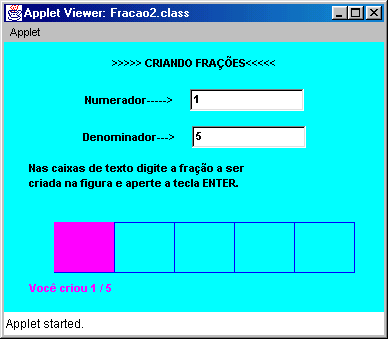 Applet Viewer: Fracao2.class
Applet
>>>>> CRIANDO FRAÇÕES<<<<<
Numerador-----> 1
Denominador---> 5
Nas caixas de texto digite a fração a ser
criada na figura e aperte a tecla ENTER.
Você criou 1 / 5
Applet started.